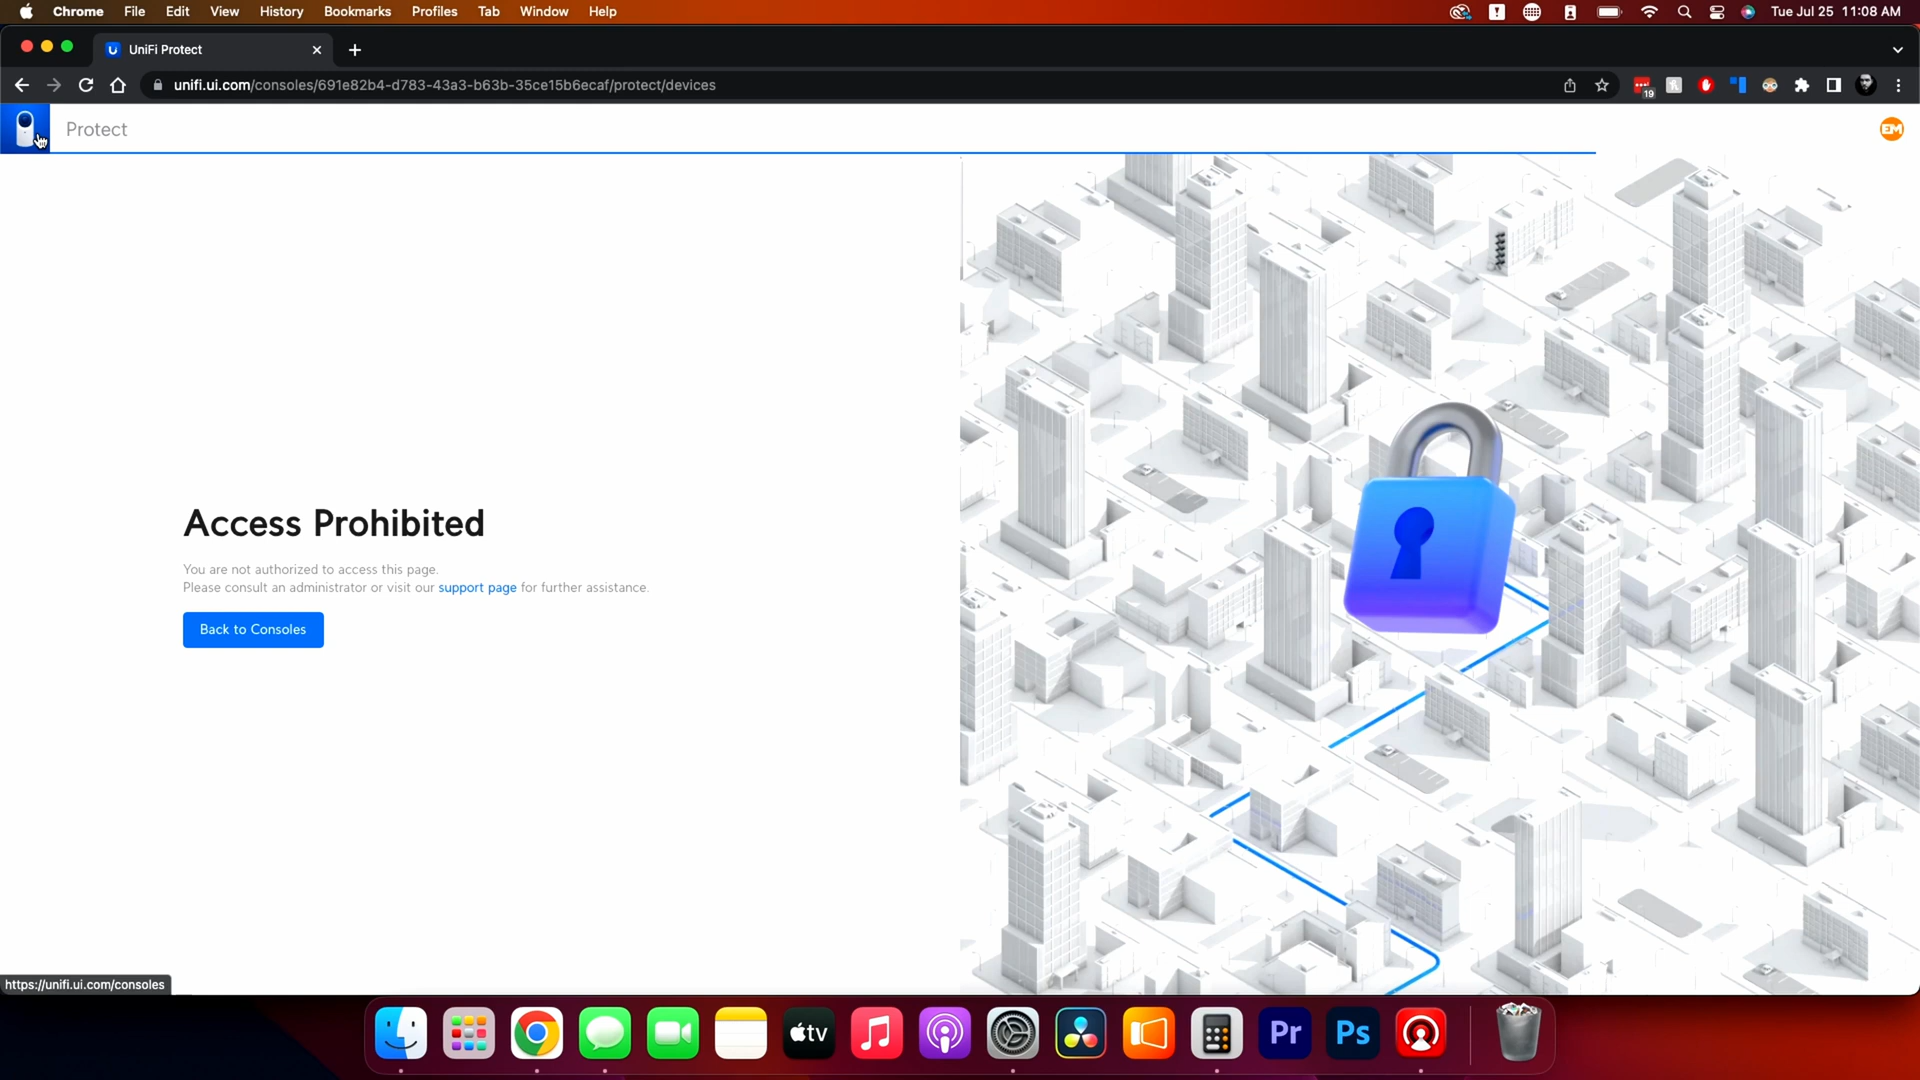 Chrome File Edit View History Bookmarks Profiles Tab Window Help
Tue Jul 25 11:08 AM
UniFi Protect
unifi.ui.com/consoles/691e82b4-d783-43a3-b63b-35ce15b6ecaf/protect/devices
19
Protect
EM
Access Prohibited
You are not authorized to access this page.
Please consult an administrator or visit our support page for further assistance.
Back to Consoles
https://unifi.ui.com/consoles
tv
Pr
Ps